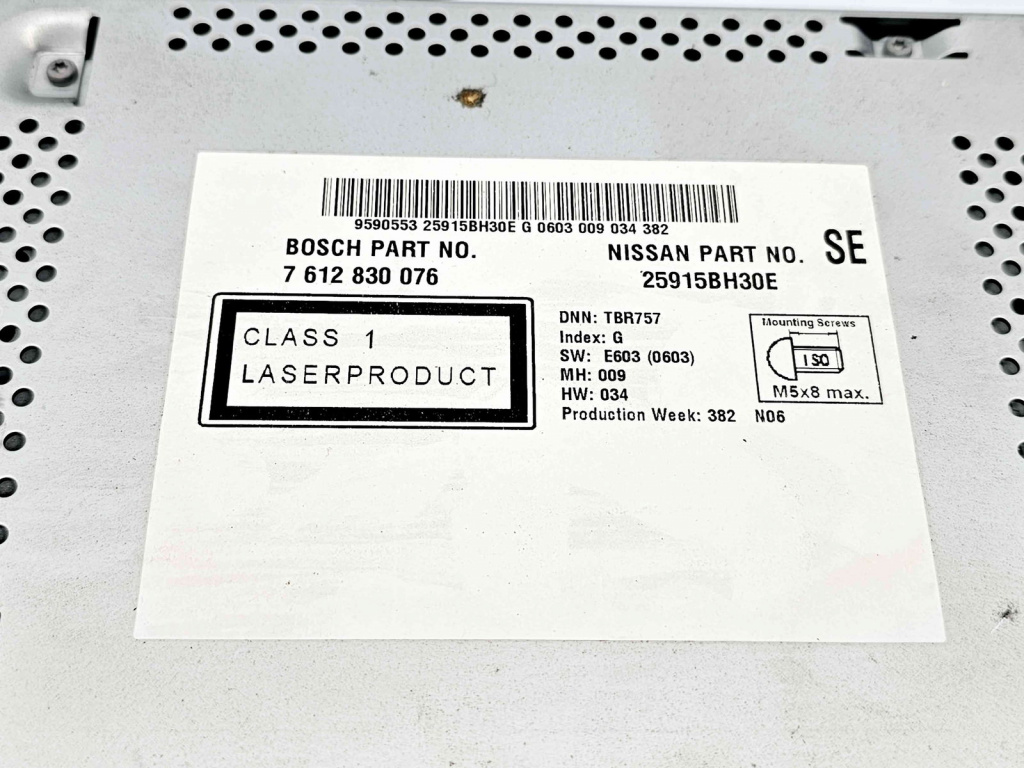 9590553 25915BH30E G 0603 009 034 382
BOSCH PART NO.
7 612 830 076
NISSAN PART NO. SE
25915BH30E
CLASS 1
LASERPRODUCT
DNN: TBR757
Index: G
SW: E603 (0603)
MH: 009
HW: 034
Production Week: 382 N06
Mounting Screws
ISO
M5x8 max.